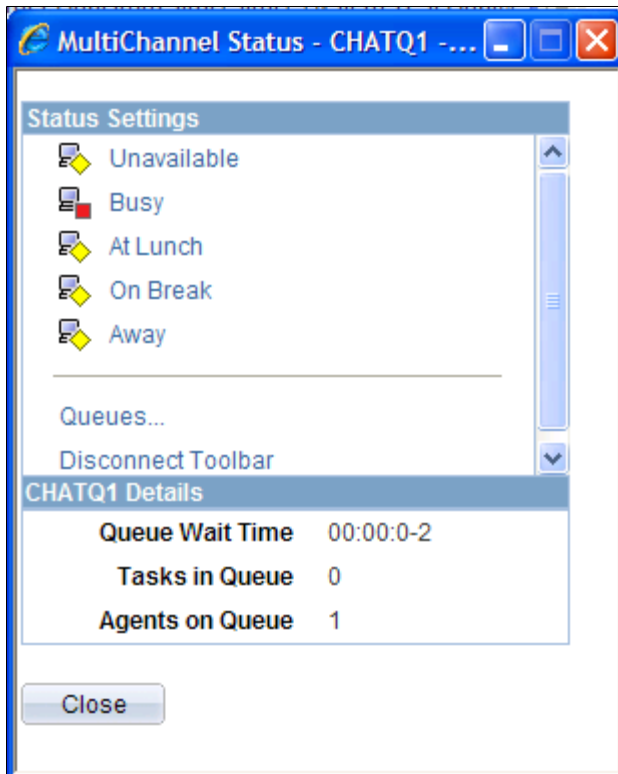 MultiChannel Status - CHATQ1 -...
Status Settings
Unavailable
Busy
At Lunch
On Break
Away
Queues...
Disconnect Toolbar
CHATQ1 Details
Queue Wait Time 00:00:0-2
Tasks in Queue 0
Agents on Queue 1
Close